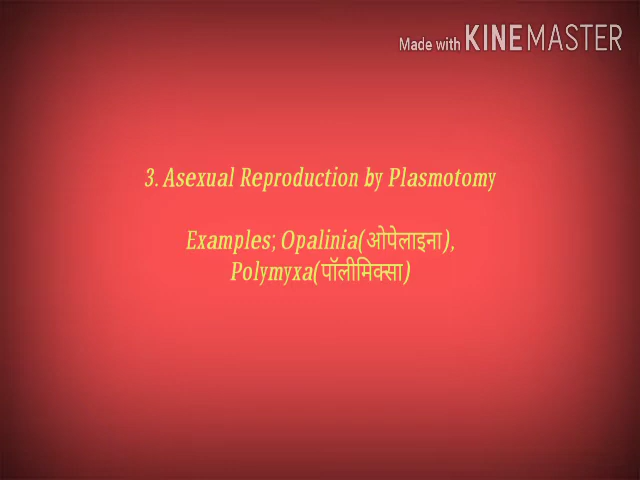 Made with KINEMASTER
3. Asexual Reproduction by Plasmotomy
Examples; Opalinia(ओपेलाइना),
Polymyxa(पॉलीमिक्सा)